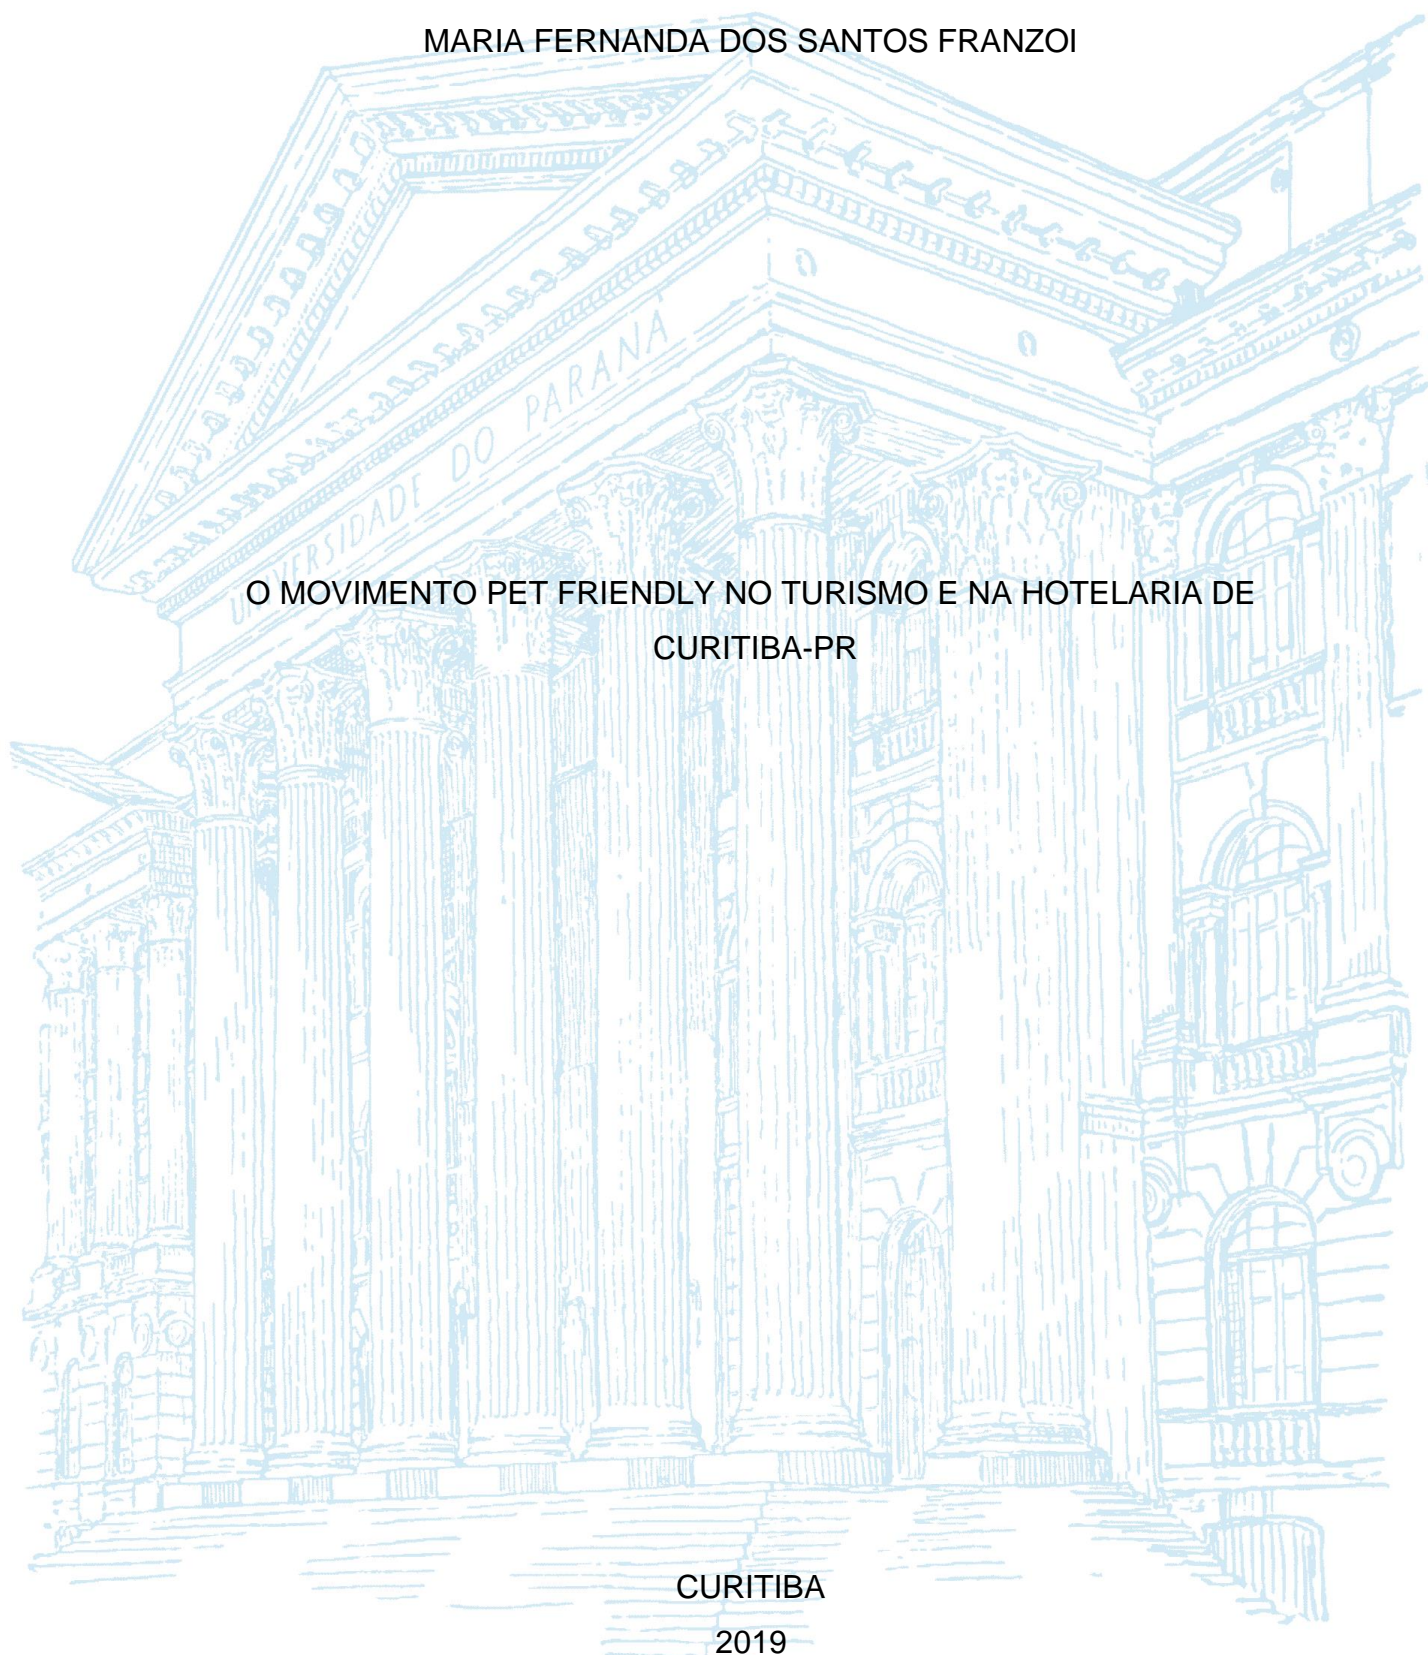 MARIA FERNANDA DOS SANTOS FRANZOI
UNIVERSIDADE DO PARANÁ
O MOVIMENTO PET FRIENDLY NO TURISMO E NA HOTELARIA DE
CURITIBA-PR
CURITIBA
2019